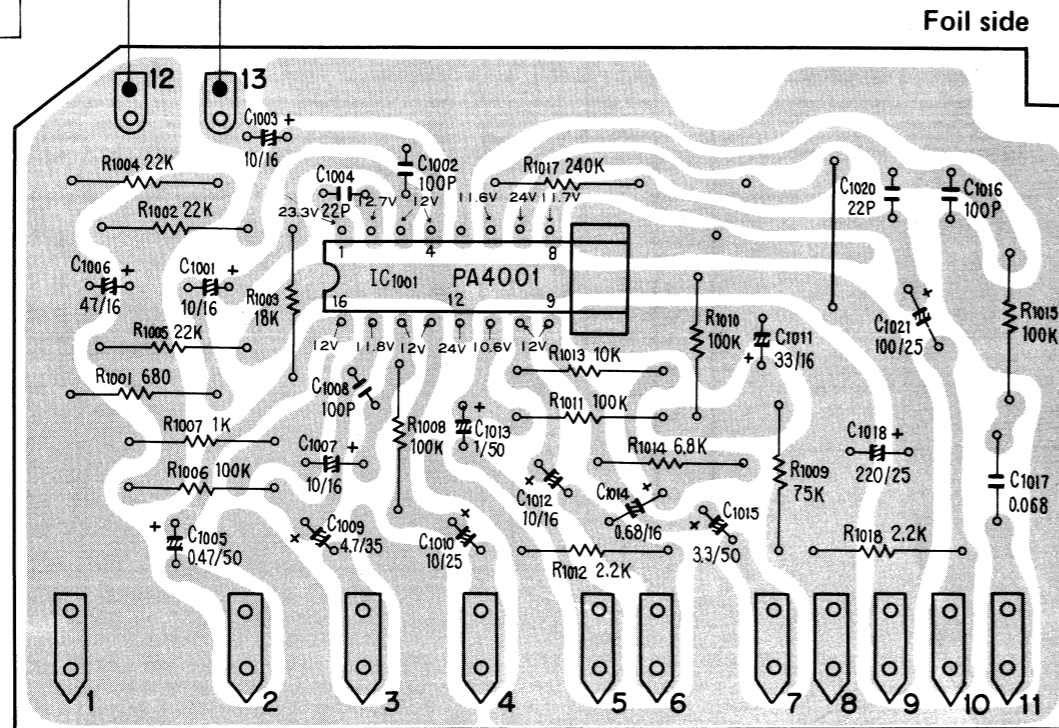 Foil side
12
13
C1003 +
10/16
R1004 22K
C1004
22P
C1002
100P
R1017 240K
C1020
22P
C1016
100P
R1002 22K
23.3V
12.7V
12V
11.6V
24V
11.7V
1
4
8
IC1001 PA4001
16
12
9
C1006 +
47/16
C1001 +
10/16
R1003
18K
R1010
100K
C1011
+ 33/16
C1021
100/25
R1015
100K
R1005 22K
12V
11.8V
12V
24V
10.6V
12V
R1013 10K
R1001 680
C1008
100P
R1011 100K
R1007 1K
R1008
100K
+
C1013
1/50
R1014 6.8K
C1018 +
220/25
C1007 +
10/16
R1006 100K
R1009
75K
C1017
0.068
C1012
10/16
C1014
0.68/16
C1015
3.3/50
+
C1005
0.47/50
C1009
4.7/35
C1010
10/25
R1012 2.2K
R1018 2.2K
1
2
3
4
5
6
7
8
9
10
11